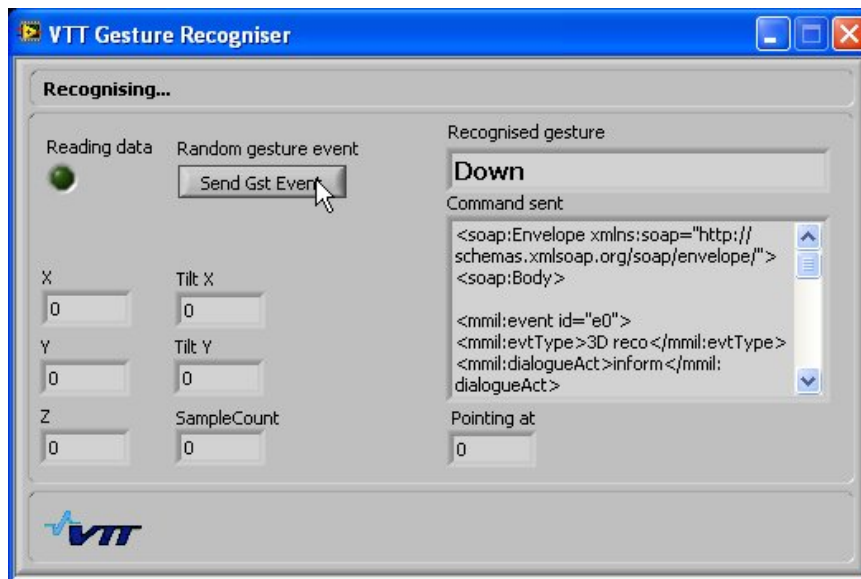 VTT Gesture Recogniser
Recognising...
Reading data
Random gesture event
Send Gst Event
Recognised gesture
Down
Command sent
<soap:Envelope xmlns:soap="http://
schemas.xmlsoap.org/soap/envelope/">
<soap:Body>
<mmil:event id="e0">
<mmil:evtType>3D reco</mmil:evtType>
<mmil:dialogueAct>inform</mmil:
dialogueAct>
X
0
Tilt X
0
Y
0
Tilt Y
0
Z
0
SampleCount
0
Pointing at
0
VTT